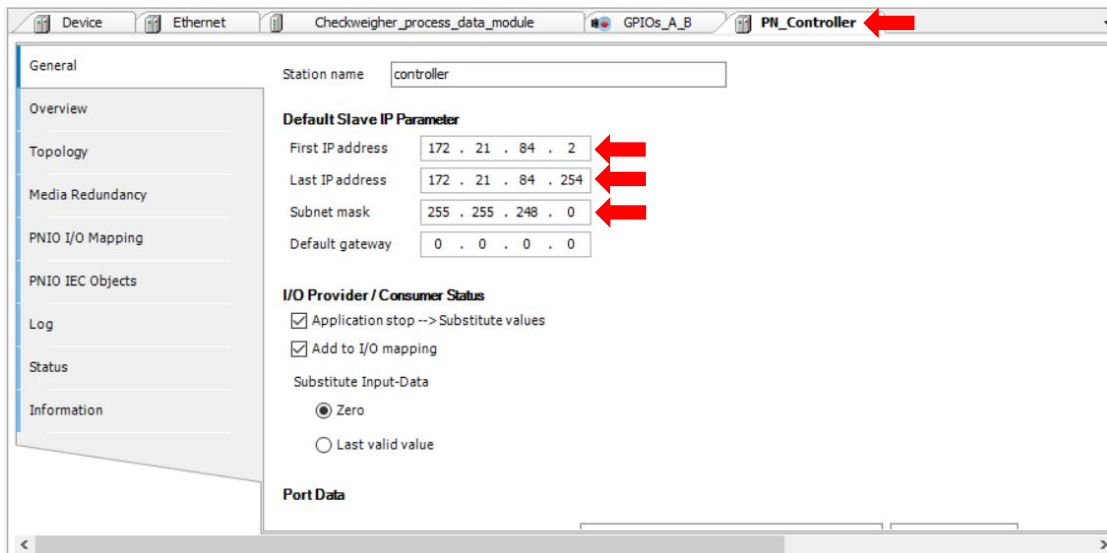 Device Ethernet Checkweigher_process_data_module GPIOs_A_B PN_Controller
General
Overview
Topology
Media Redundancy
PNIO I/O Mapping
PNIO IEC Objects
Log
Status
Information
Station name controller
Default Slave IP Parameter
First IP address 172 . 21 . 84 . 2
Last IP address 172 . 21 . 84 . 254
Subnet mask 255 . 255 . 248 . 0
Default gateway 0 . 0 . 0 . 0
I/O Provider / Consumer Status
Application stop --> Substitute values
Add to I/O mapping
Substitute Input-Data
Zero
Last valid value
Port Data